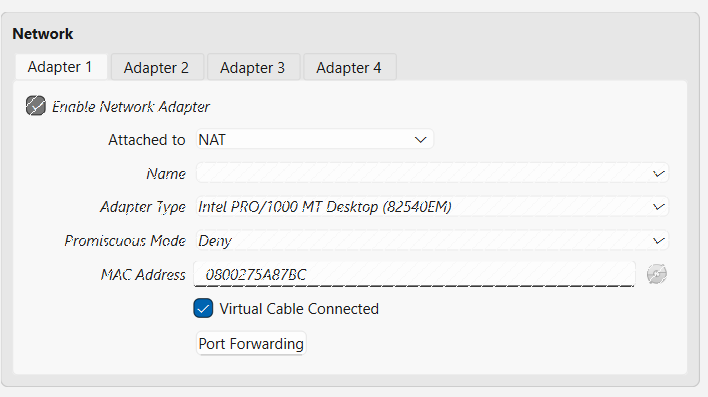 Network
Adapter 1 Adapter 2 Adapter 3 Adapter 4
Enable Network Adapter
Attached to NAT
Name
Adapter Type Intel PRO/1000 MT Desktop (82540EM)
Promiscuous Mode Deny
MAC Address 0800275A87BC
Virtual Cable Connected
Port Forwarding